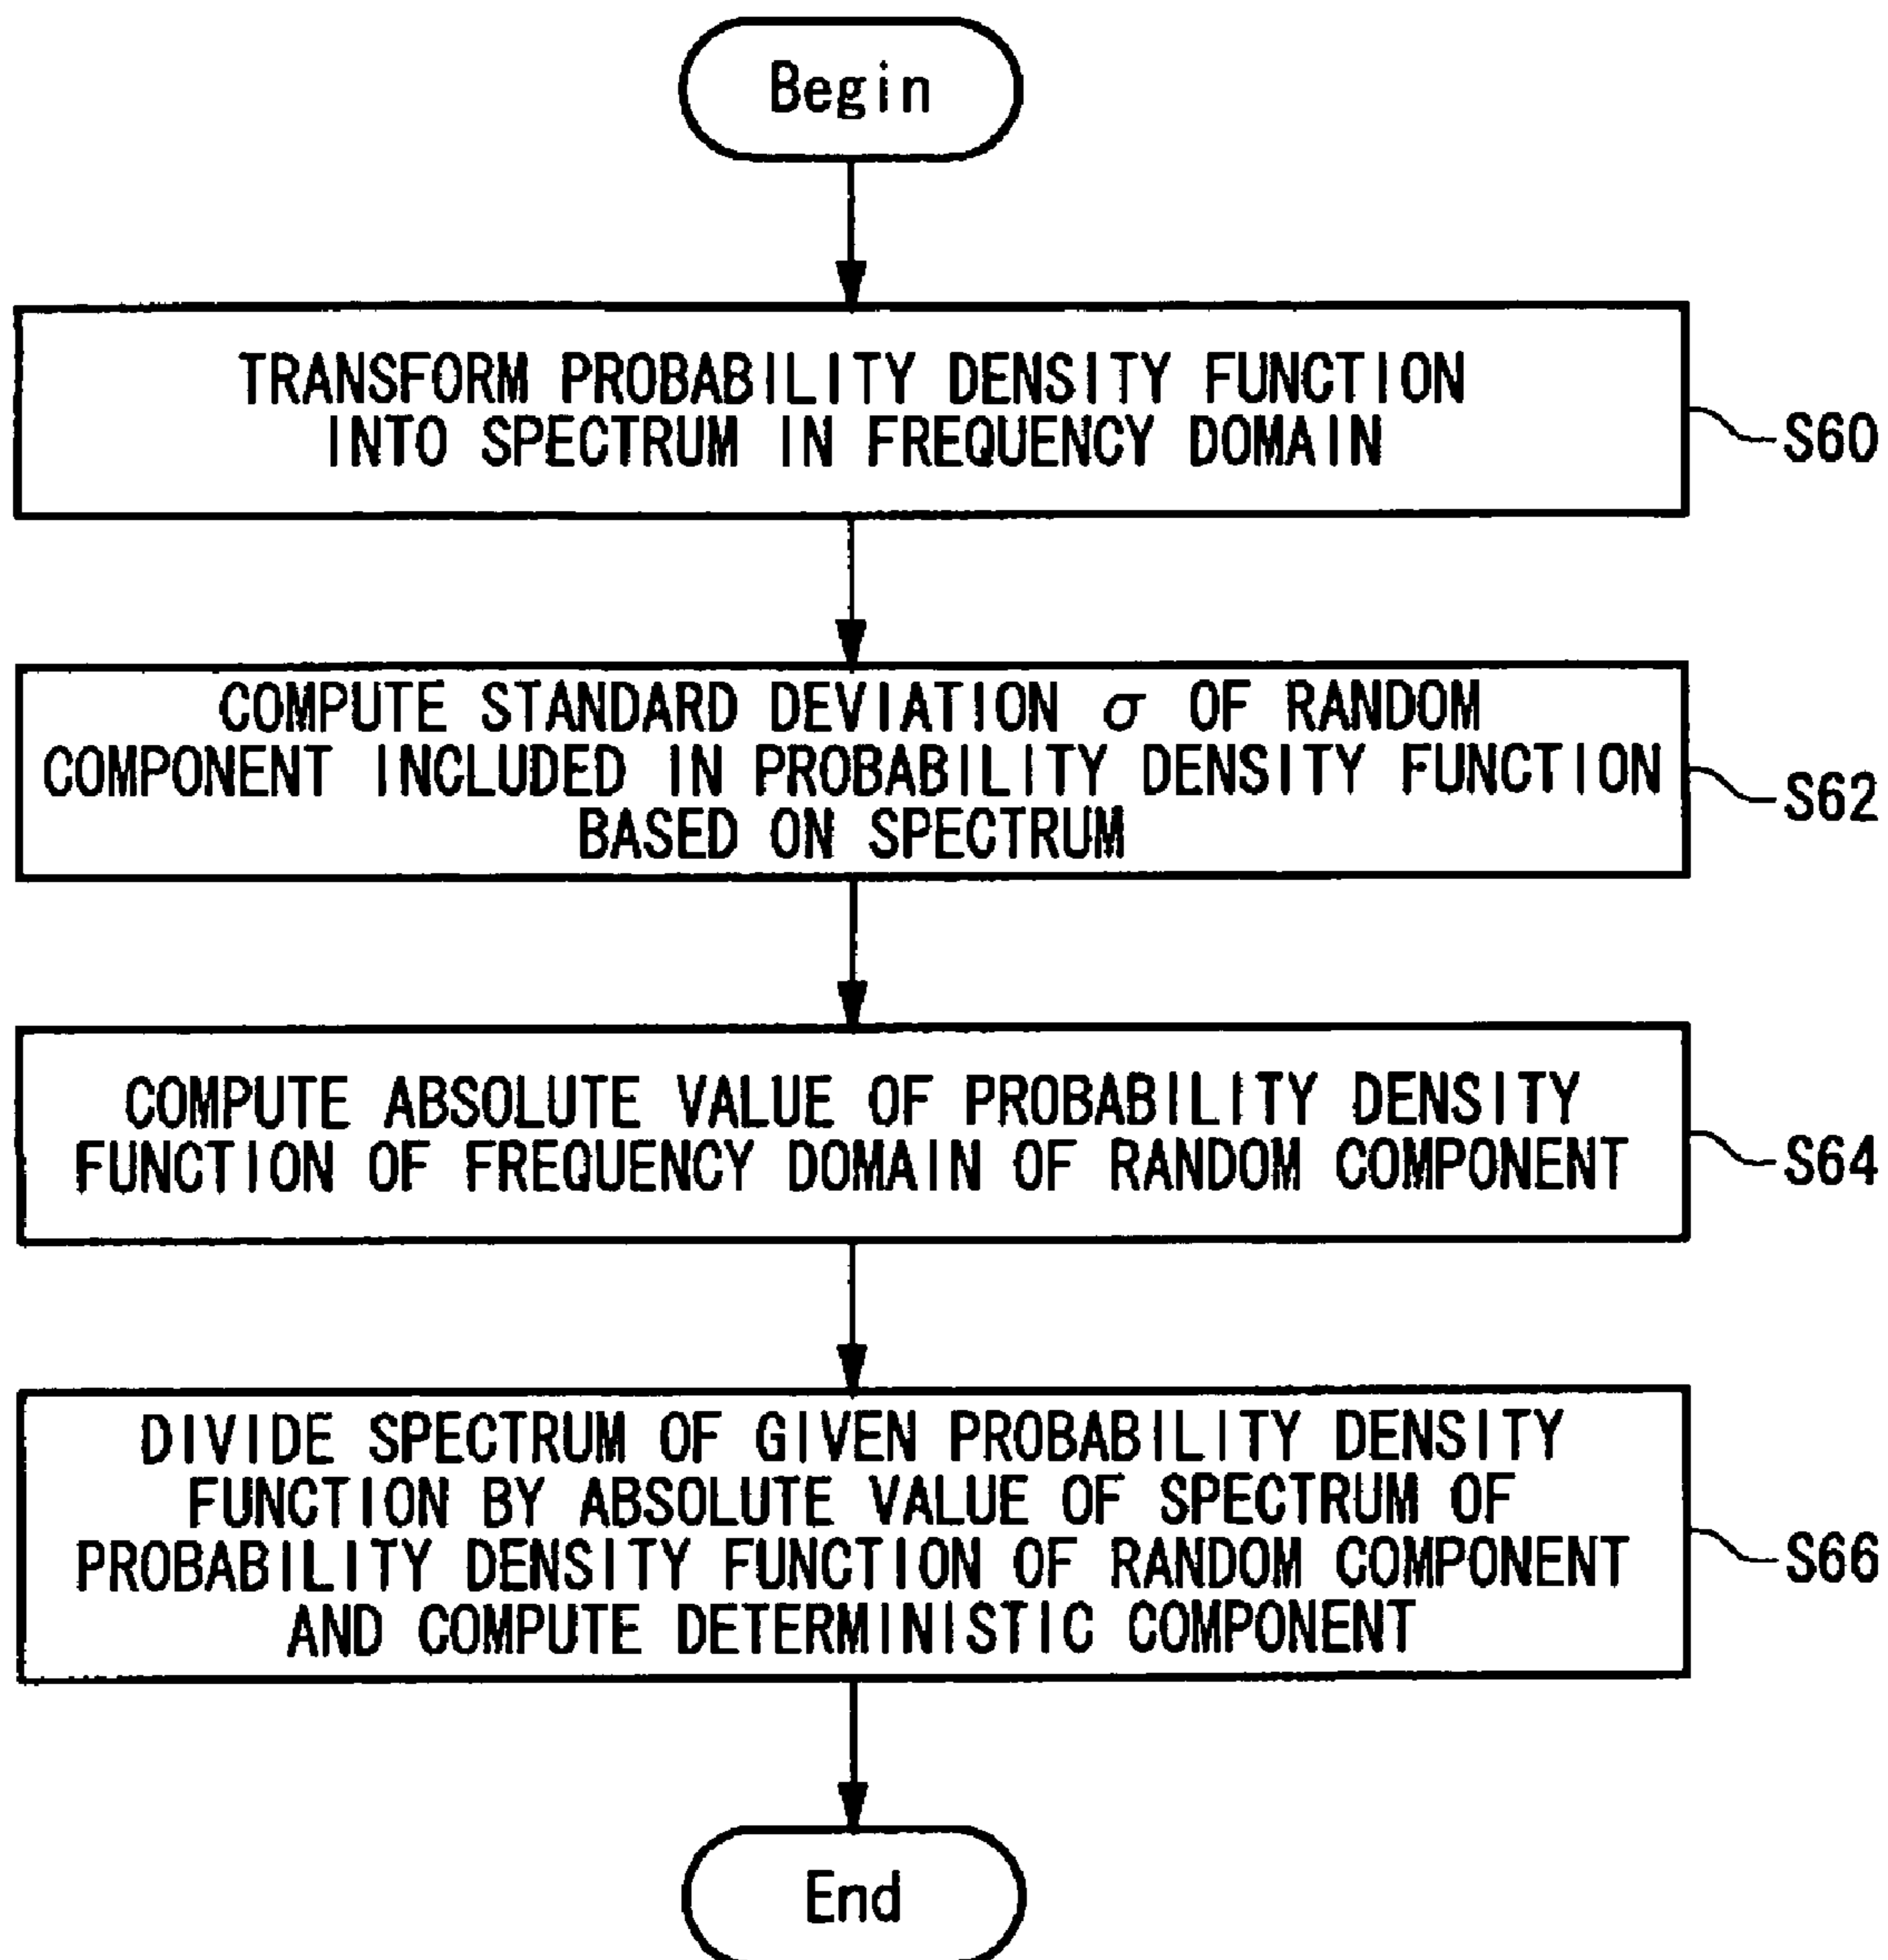 Begin
TRANSFORM PROBABILITY DENSITY FUNCTION
INTO SPECTRUM IN FREQUENCY DOMAIN
S60
COMPUTE STANDARD DEVIATION σ OF RANDOM
COMPONENT INCLUDED IN PROBABILITY DENSITY FUNCTION
BASED ON SPECTRUM
S62
COMPUTE ABSOLUTE VALUE OF PROBABILITY DENSITY
FUNCTION OF FREQUENCY DOMAIN OF RANDOM COMPONENT
S64
DIVIDE SPECTRUM OF GIVEN PROBABILITY DENSITY
FUNCTION BY ABSOLUTE VALUE OF SPECTRUM OF
PROBABILITY DENSITY FUNCTION OF RANDOM COMPONENT
AND COMPUTE DETERMINISTIC COMPONENT
S66
End